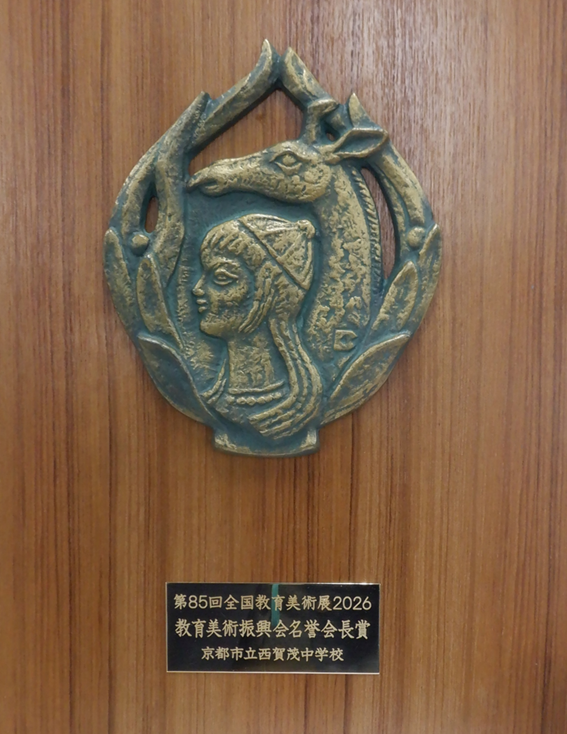 第85回全国教育美術展2026
教育美術振興会名誉会長賞
京都市立西賀茂中学校